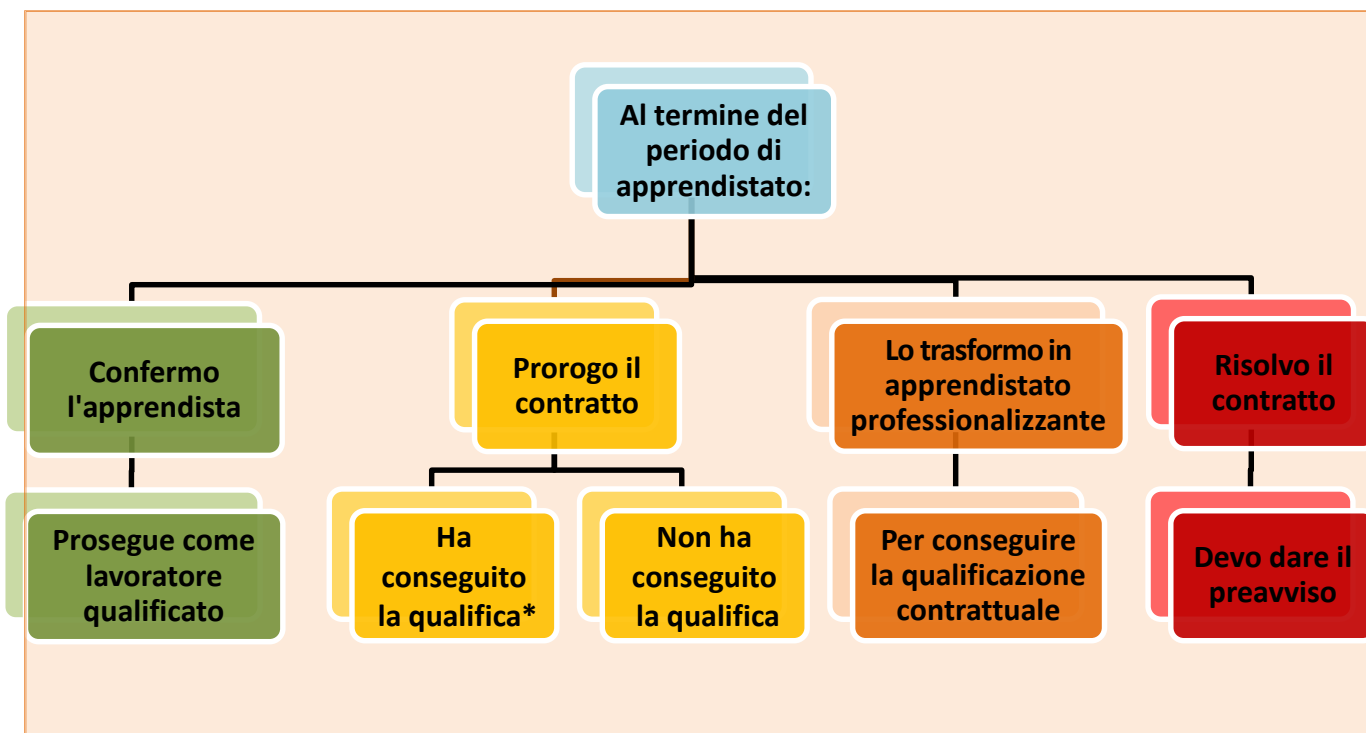 Al termine del
periodo di
apprendistato:
Confermo
l'apprendista
Prorogo il
contratto
Lo trasformo in
apprendistato
professionalizzante
Risolvo il
contratto
Prosegue come
lavoratore
qualificato
Ha
conseguito
la qualifica*
Non ha
conseguito
la qualifica
Per conseguire
la qualificazione
contrattuale
Devo dare il
preavviso